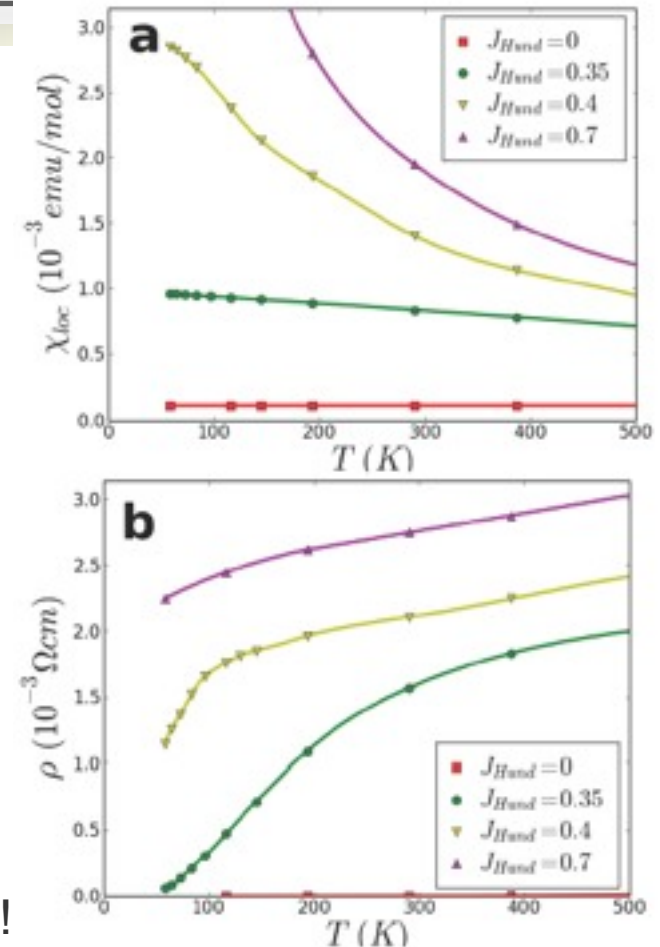 a
J_Hund=0
J_Hund=0.35
J_Hund=0.4
J_Hund=0.7
χ_loc (10⁻³ emu/mol)
3.0
2.5
2.0
1.5
1.0
0.5
0.0
0 100 200 300 400 500
T (K)
b
ρ (10⁻³ Ωcm)
3.0
2.5
2.0
1.5
1.0
0.5
0.0
J_Hund=0
J_Hund=0.35
J_Hund=0.4
J_Hund=0.7
0 100 200 300 400 500
T (K)
!